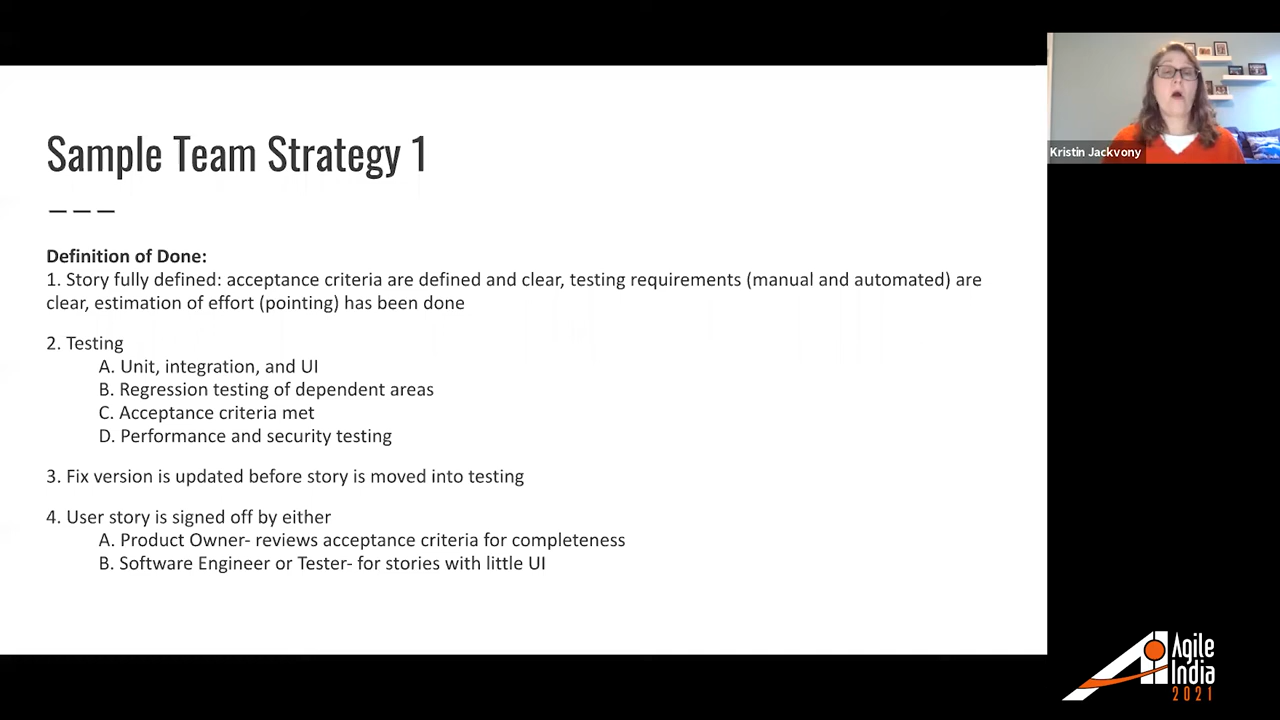 Sample Team Strategy 1
Definition of Done:
1. Story fully defined: acceptance criteria are defined and clear, testing requirements (manual and automated) are
clear, estimation of effort (pointing) has been done
2. Testing
A. Unit, integration, and UI
B. Regression testing of dependent areas
C. Acceptance criteria met
D. Performance and security testing
3. Fix version is updated before story is moved into testing
4. User story is signed off by either
A. Product Owner- reviews acceptance criteria for completeness
B. Software Engineer or Tester- for stories with little UI
Kristin Jackvony
Agile
India
2021